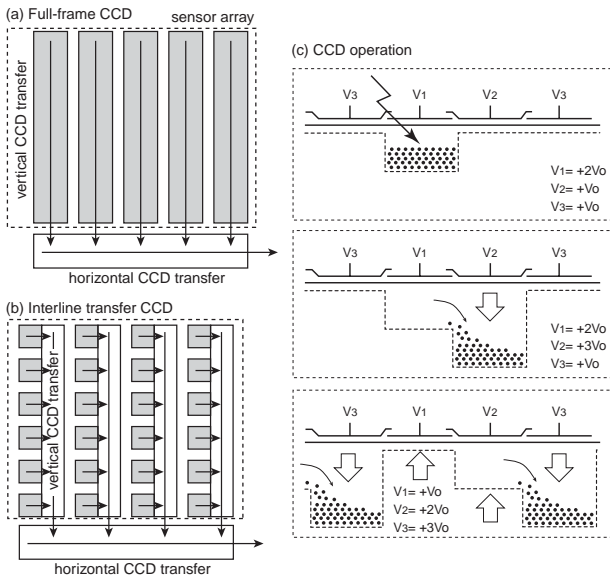 (a) Full-frame CCD
sensor array
vertical CCD transfer
horizontal CCD transfer
(b) Interline transfer CCD
vertical CCD transfer
horizontal CCD transfer
(c) CCD operation
V3 V1 V2 V3
V1= +2Vo
V2= +Vo
V3= +Vo
V3 V1 V2 V3
V1= +2Vo
V2= +3Vo
V3= +Vo
V3 V1 V2 V3
V1= +Vo
V2= +2Vo
V3= +3Vo